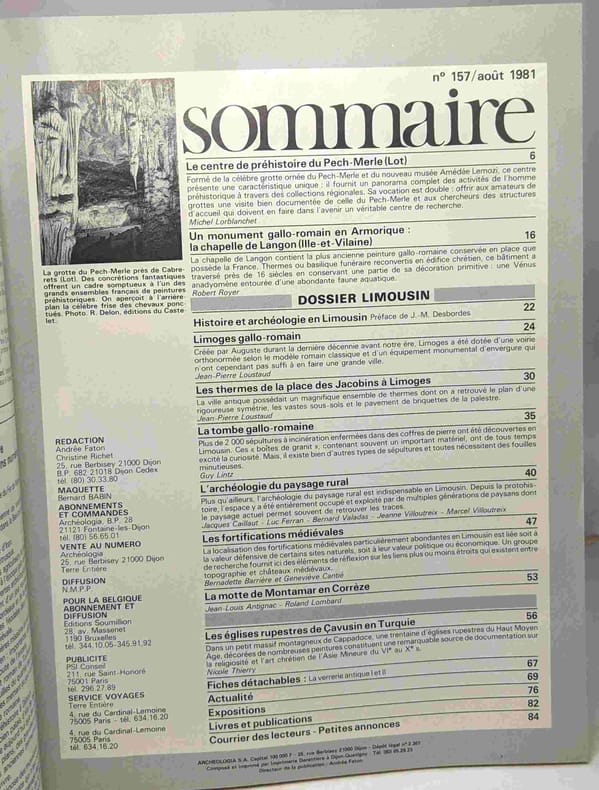 n° 157/août 1981
sommaire
Le centre de préhistoire du Pech-Merle (Lot) 6
Formé de la célèbre grotte ornée du Pech-Merle et du nouveau musée Amédée Lemozi, ce centre
présente une caractéristique unique : il fournit un panorama complet des activités de l'homme
préhistorique à travers des collections régionales. Sa vocation est double : offrir aux amateurs de
grottes une visite bien documentée de celle du Pech-Merle et aux chercheurs des structures
d'accueil qui doivent en faire dans l'avenir un véritable centre de recherche.
Michel Lorblanchet
Un monument gallo-romain en Armorique :
la chapelle de Langon (Ille-et-Vilaine) 16
La chapelle de Langon contient la plus ancienne peinture gallo-romaine conservée en place que
possède la France. Thermes ou basilique funéraire reconvertis en édifice chrétien, ce bâtiment a
traversé près de 16 siècles en conservant une partie de sa décoration primitive : une Vénus
anadyomène entourée d'une abondante faune aquatique.
Robert Royer
La grotte du Pech-Merle près de Cabre-
rets (Lot). Des concrétions fantastiques
offrent un cadre somptueux à l'un des
grands ensembles français de peintures
préhistoriques. On aperçoit à l'arrière-
plan la célèbre frise des chevaux ponc-
tués. Photo: R. Delon, éditions du Caste
let.
DOSSIER LIMOUSIN
Histoire et archéologie en Limousin Préface de J.-M. Desbordes 22
Limoges gallo-romain 24
Créée par Auguste durant la dernière décennie avant notre ère, Limoges a été dotée d'une voirie
orthonormée selon le modèle romain classique et d'un équipement monumental d'envergure qui
n'ont cependant pas suffi à en faire une grande ville.
Jean-Pierre Loustaud
Les thermes de la place des Jacobins à Limoges 30
La ville antique possédait un magnifique ensemble de thermes dont on a retrouvé le plan d'une
rigoureuse symétrie, les vastes sous-sols et le pavement de briquettes de la palestre.
Jean-Pierre Loustaud
La tombe gallo-romaine 35
Plus de 2 000 sépultures à incinération enfermées dans des coffres de pierre ont été découvertes en
Limousin. Ces « boîtes de granit », contenant souvent un important matériel, ont de tous temps
excité la curiosité. Mais, il existe bien d'autres types de sépultures et toutes nécessitent des fouilles
minutieuses.
Guy Lintz
L'archéologie du paysage rural 40
Plus qu'ailleurs, l'archéologie du paysage rural est indispensable en Limousin. Depuis la protohis-
toire, l'espace y a été entièrement occupé et exploité par de multiples générations de paysans dont
le paysage actuel permet souvent de retrouver les traces.
Jacques Caillaut - Luc Ferran - Bernard Valadas - Jeanne Villoutreix - Marcel Villoutreix
Les fortifications médiévales 47
La localisation des fortifications médiévales particulièrement abondantes en Limousin est liée soit à
la valeur défensive de certains sites naturels, soit à leur valeur politique ou économique. Un groupe
de recherche fournit ici des éléments de réflexion sur les liens plus ou moins étroits qui existent entre
topographie et châteaux médiévaux.
Bernadette Barrière et Geneviève Cantié
La motte de Montamar en Corrèze 53
Jean-Louis Antignac - Roland Lombard
56
Les églises rupestres de Çavusin en Turquie
Dans un petit massif montagneux de Cappadoce, une trentaine d'églises rupestres du Haut Moyen
Age, décorées de nombreuses peintures constituent une remarquable source de documentation sur
la religiosité et l'art chrétien de l'Asie Mineure du VIe au Xe s.
Nicole Thierry
Fiches détachables : La verrerie antique I et II 67
Actualité 69
Expositions 76
Livres et publications 82
Courrier des lecteurs - Petites annonces 84
REDACTION
Andrée Faton
Christine Richet
25, rue Berbisey 21000 Dijon
B.P. 682 21018 Dijon Cedex
tél. (80) 30.33.80
MAQUETTE
Bernard BABIN
ABONNEMENTS
ET COMMANDES
Archéologia, B.P. 28
21121 Fontaine-les-Dijon
Tél. (80) 56.65.01
VENTE AU NUMERO
Archéologia
25, rue Berbisey 21000 Dijon
Terre Entière
DIFFUSION
N.M.P.P.
POUR LA BELGIQUE
ABONNEMENT ET
DIFFUSION
Editions Soumillion
28, av. Massenet
1190 Bruxelles
tél. 344.10.05-345.91.92
PUBLICITE
PSI Conseil
211, rue Saint-Honoré
75001 Paris
tél. 296.27.89
SERVICE VOYAGES
Terre Entière
4, rue du Cardinal-Lemoine
75005 Paris - tél. 634.16.20
4, rue du Cardinal-Lemoine
75005 Paris
tél. 634.16.20
ARCHEOLOGIA S.A. Capital 100 000 F - 25, rue Berbisey 21000 Dijon - Dépôt légal n° 2 361
Composé et imprimé par Imprimerie Darantiere à Dijon-Quetigny
Directeur de la publication : Andrée Faton